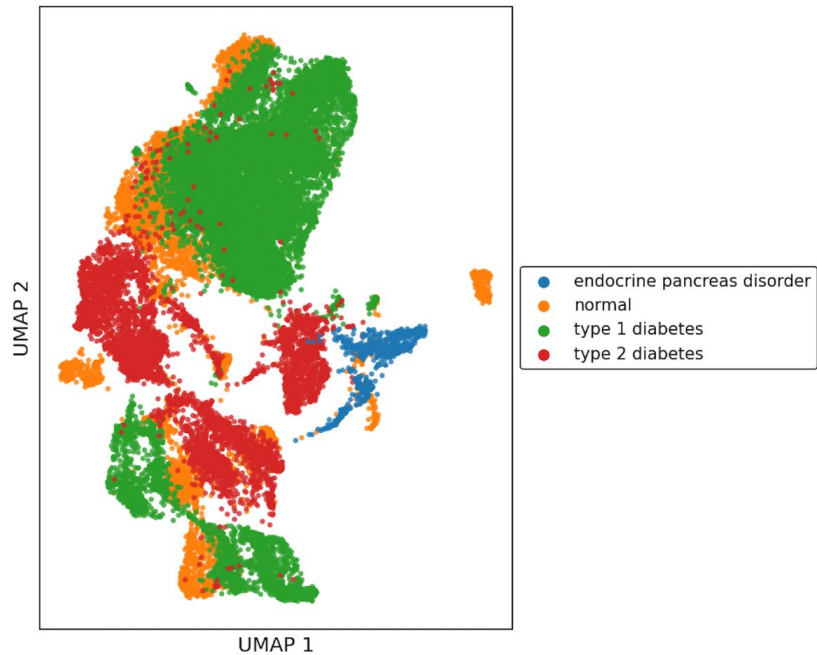 UMAP 2
endocrine pancreas disorder
normal
type 1 diabetes
type 2 diabetes
UMAP 1